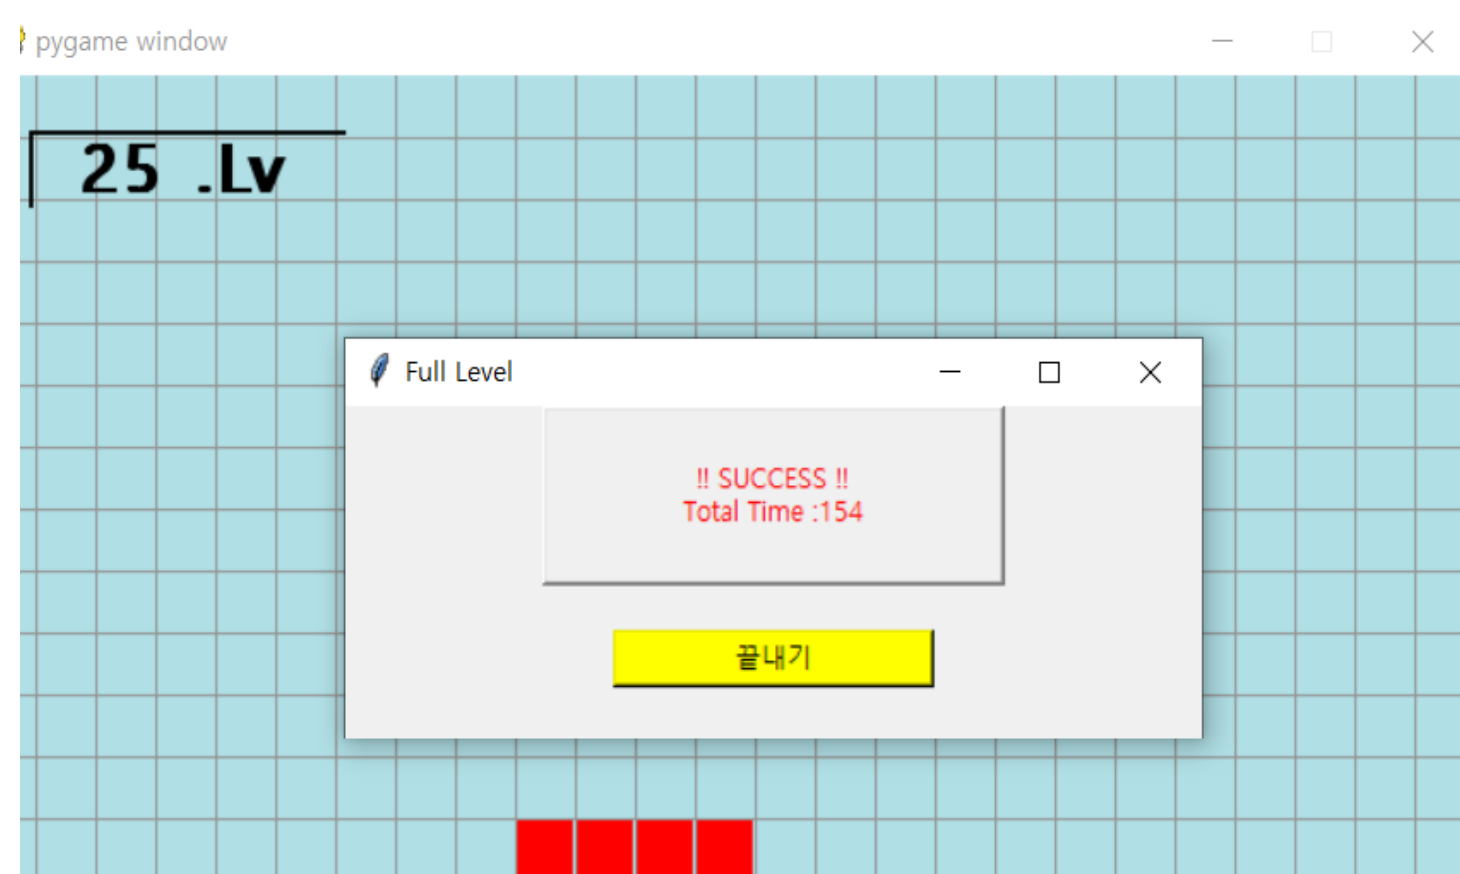 pygame window
25 .Lv
Full Level
!! SUCCESS !!
Total Time :154
끝내기